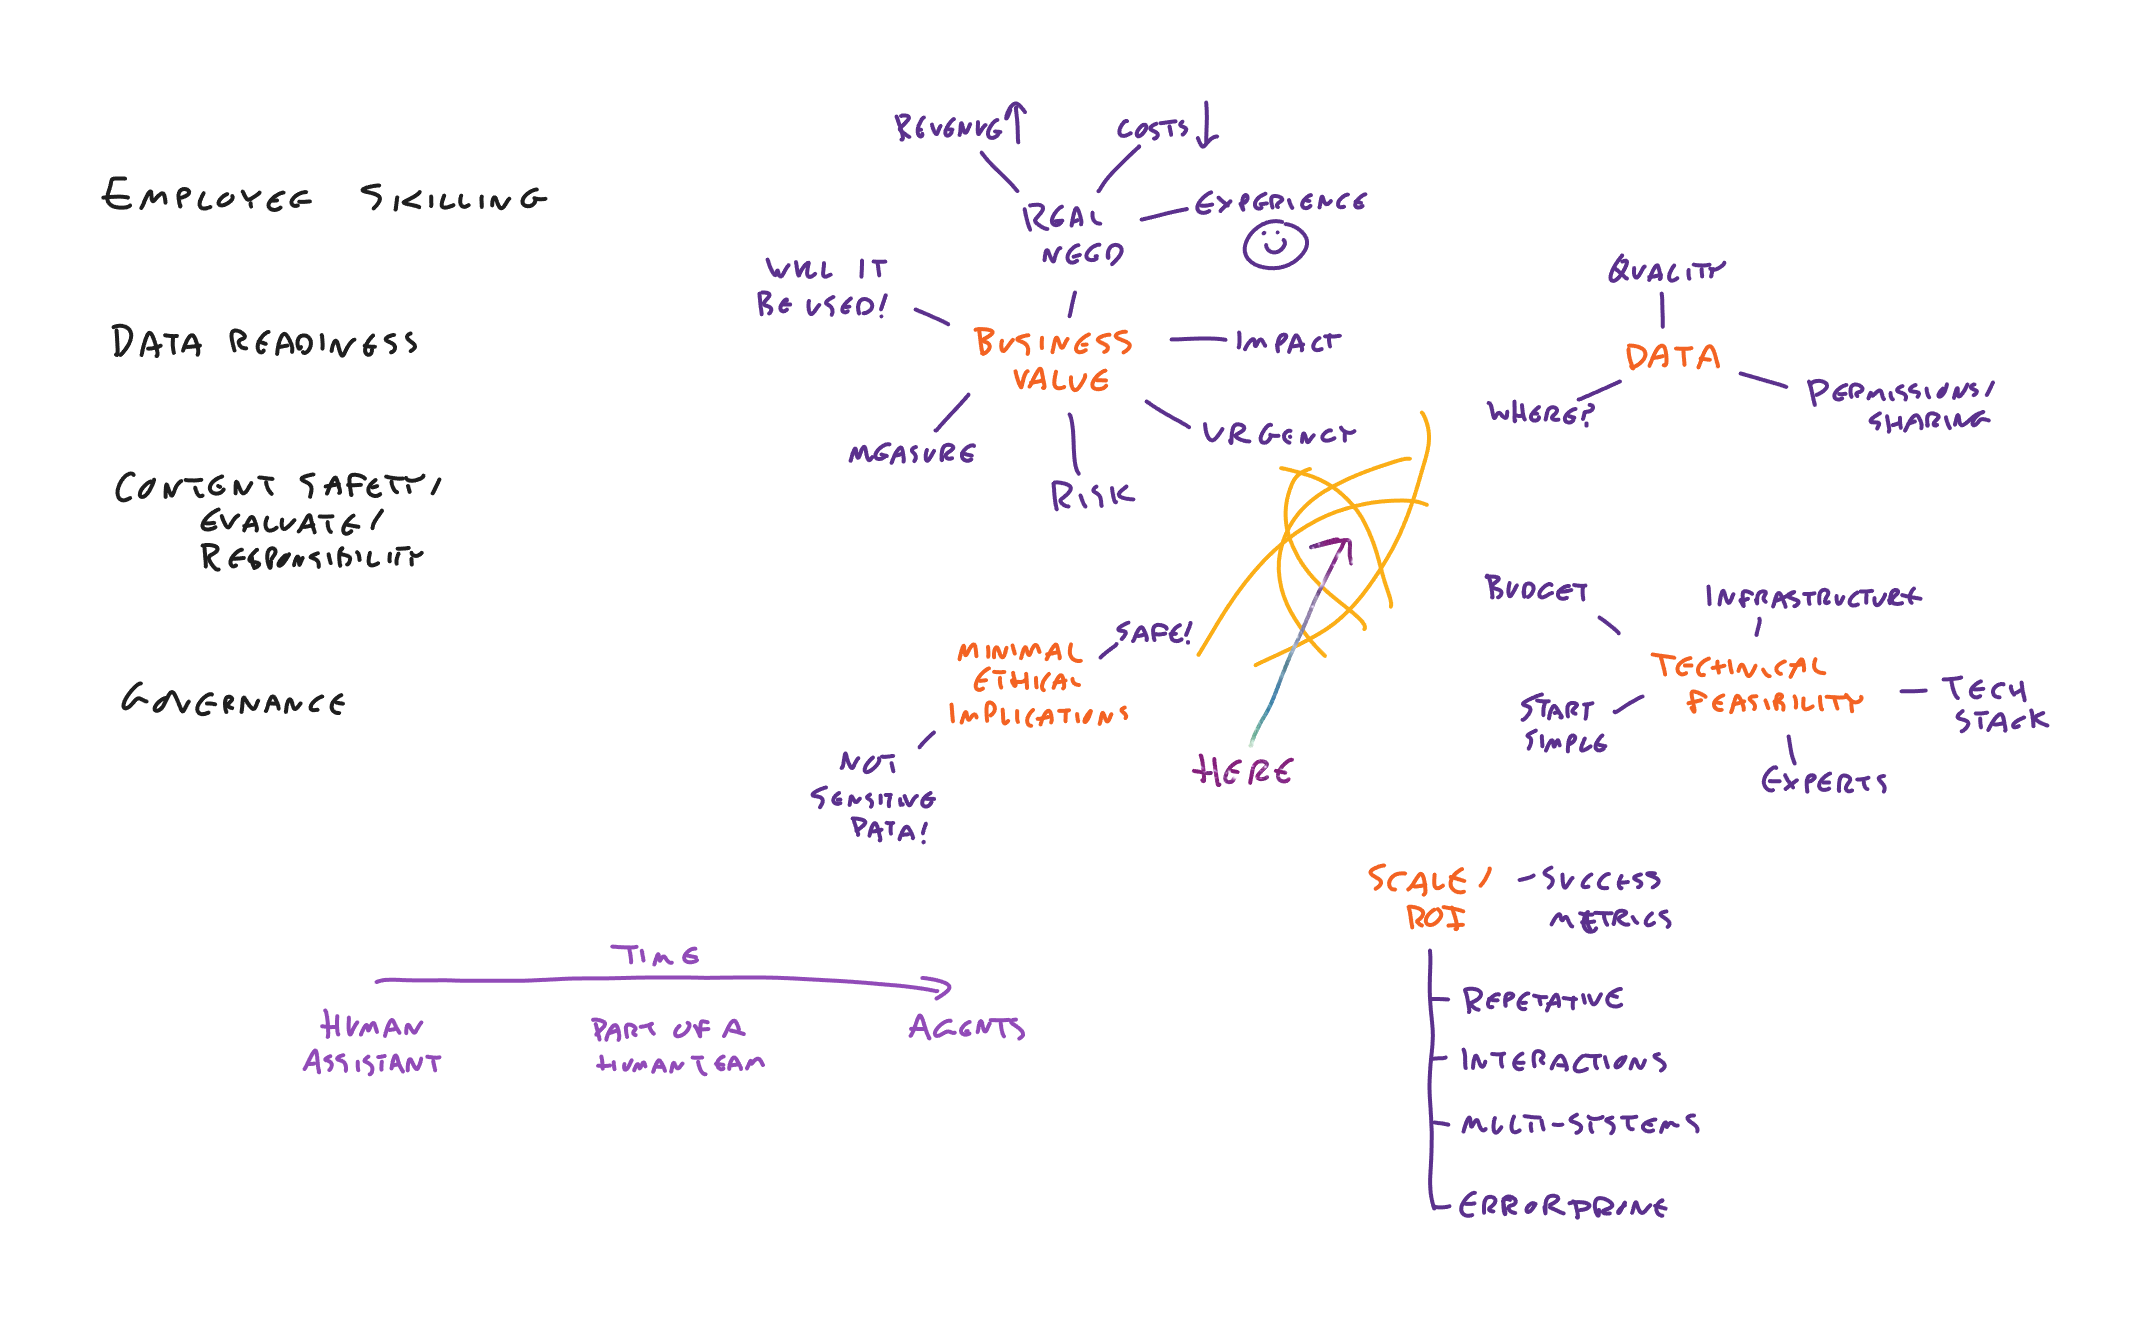 EMPLOYEE SKILLING
DATA READINESS
CONTENT SAFETY/
EVALUATE/
RESPONSIBILITY
GOVERNANCE
REVENUE
COSTS
REAL
NEED
EXPERIENCE
WILL IT
BE USED!
BUSINESS
VALUE
IMPACT
MEASURE
RISK
URGENCY
QUALITY
DATA
WHERE?
PERMISSIONS/
SHARING
MINIMAL
ETHICAL
IMPLICATIONS
SAFE!
NOT
SENSITIVE
DATA!
HERE
BUDGET
INFRASTRUCTURE
TECHNICAL
FEASIBILITY
START
SIMPLE
TECH
STACK
EXPERTS
SCALE/
ROI
SUCCESS
METRICS
REPETATIVE
INTERACTIONS
MULTI-SYSTEMS
ERROR PRONE
TIME
HUMAN
ASSISTANT
PART OF A
HUMAN TEAM
AGENTS